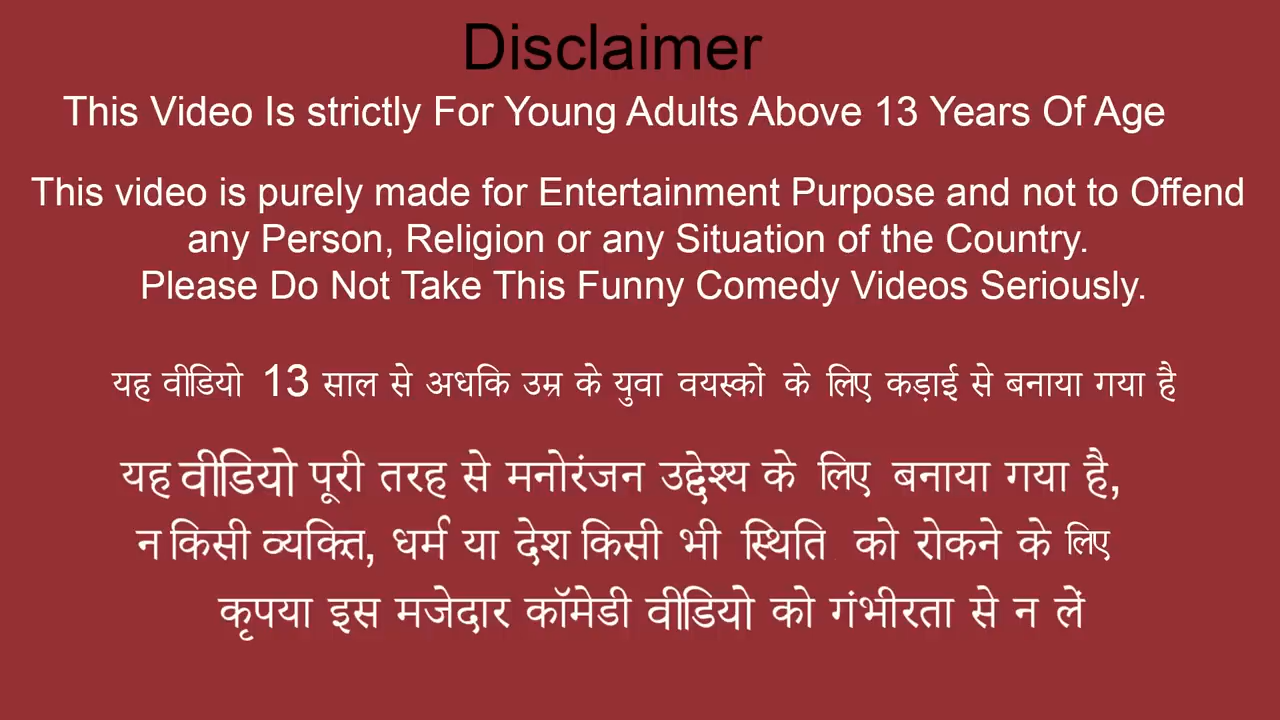 Disclaimer
This Video Is strictly For Young Adults Above 13 Years Of Age
This video is purely made for Entertainment Purpose and not to Offend
any Person, Religion or any Situation of the Country.
Please Do Not Take This Funny Comedy Videos Seriously.
यह वीडियो 13 साल से अधकि उम्र के युवा वयस्कों के लिए कड़ाई से बनाया गया है
यह वीडियो पूरी तरह से मनोरंजन उद्देश्य के लिए बनाया गया है,
न किसी व्यक्ति, धर्म या देश किसी भी स्थिति को रोकने के लिए
कृपया इस मजेदार कॉमेडी वीडियो को गंभीरता से न लें